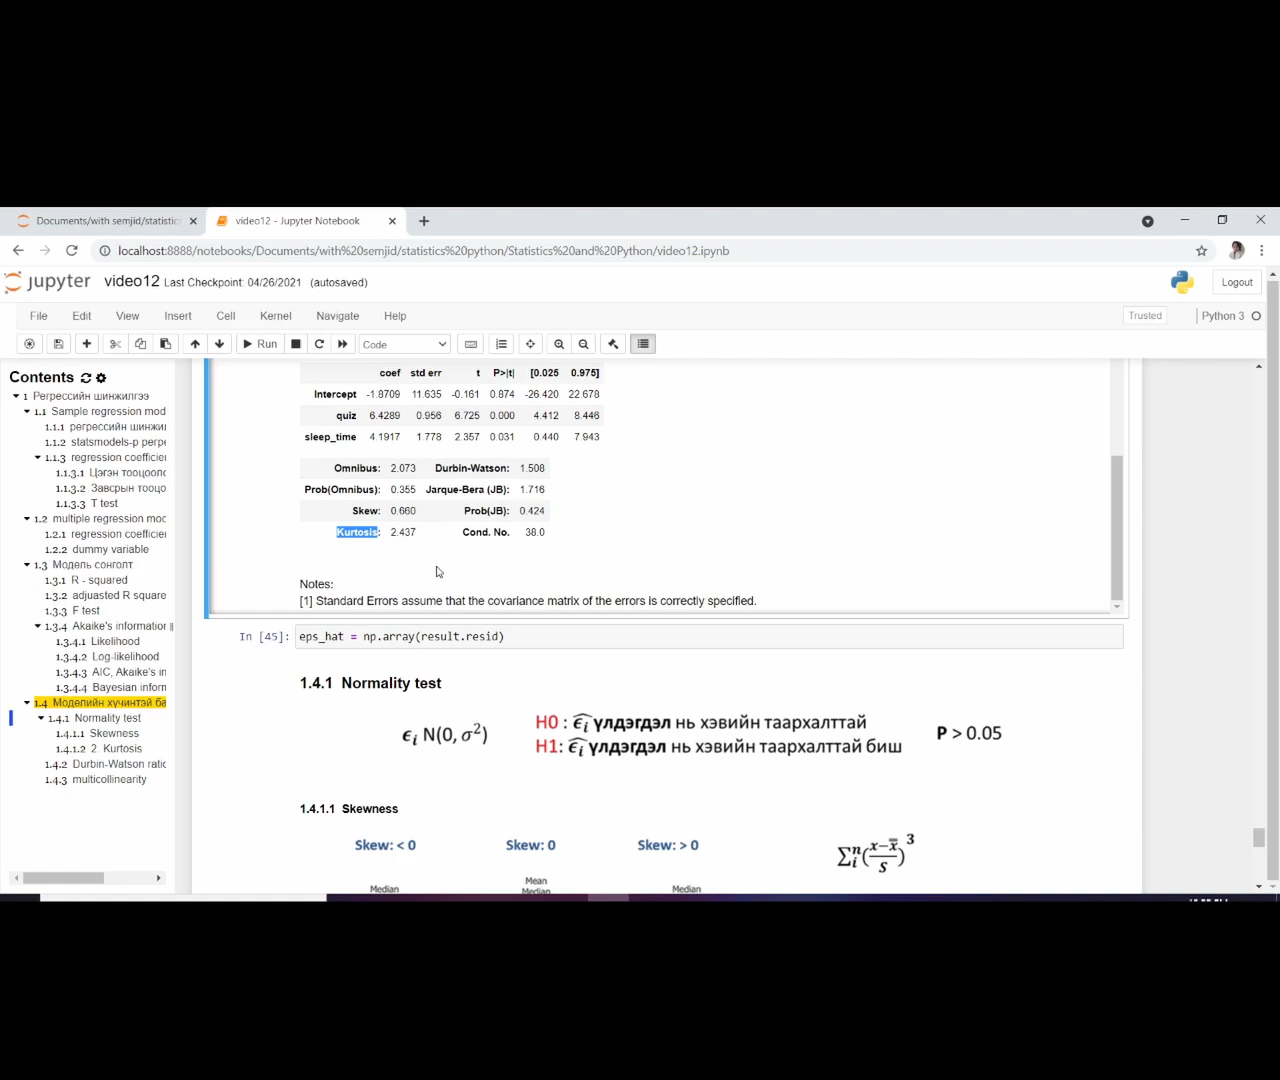 Documents/with semjid/statistic
video12 - Jupyter Notebook
localhost:8888/notebooks/Documents/with%20semjid/statistics%20python/Statistics%20and%20Python/video12.ipynb
jupyter video12 Last Checkpoint: 04/26/2021 (autosaved)
Logout
File Edit View Insert Cell Kernel Navigate Help
Trusted
Python 3
Run
Code
Contents
1 Регрессийн шинжилгээ
1.1 Sample regression mod
1.1.1 регрессийн шинжи
1.1.2 statsmodels-р регр
1.1.3 regression coefficie
1.1.3.1 Цэгэн тооцоол
1.1.3.2 Завсрын тооцо
1.1.3.3 T test
1.2 multiple regression moc
1.2.1 regression coefficie
1.2.2 dummy variable
1.3 Модель сонголт
1.3.1 R - squared
1.3.2 adjuasted R square
1.3.3 F test
1.3.4 Akaike's information
1.3.4.1 Likelihood
1.3.4.2 Log-likelihood
1.3.4.3 AIC, Akaike's in
1.3.4.4 Bayesian inforn
1.4 Моделийн хүчинтэй ба
1.4.1 Normality test
1.4.1.1 Skewness
1.4.1.2 2. Kurtosis
1.4.2 Durbin-Watson ratio
1.4.3 multicollinearity
coef std err t P>|t| [0.025 0.975]
Intercept -1.8709 11.635 -0.161 0.874 -26.420 22.678
quiz 6.4289 0.956 6.725 0.000 4.412 8.446
sleep_time 4.1917 1.778 2.357 0.031 0.440 7.943
Omnibus: 2.073 Durbin-Watson: 1.508
Prob(Omnibus): 0.355 Jarque-Bera (JB): 1.716
Skew: 0.660 Prob(JB): 0.424
Kurtosis: 2.437 Cond. No. 38.0
Notes:
[1] Standard Errors assume that the covariance matrix of the errors is correctly specified.
In [45]: eps_hat = np.array(result.resid)
1.4.1 Normality test
ϵᵢ N(0, σ²)
H0 : ϵ̂ᵢ үлдэгдэл нь хэвийн таархалттай
H1: ϵ̂ᵢ үлдэгдэл нь хэвийн таархалттай биш
P > 0.05
1.4.1.1 Skewness
Skew: < 0 Skew: 0 Skew: > 0
∑ᵢⁿ((x−x̄)/S)³
Median
Mean
Median
Median